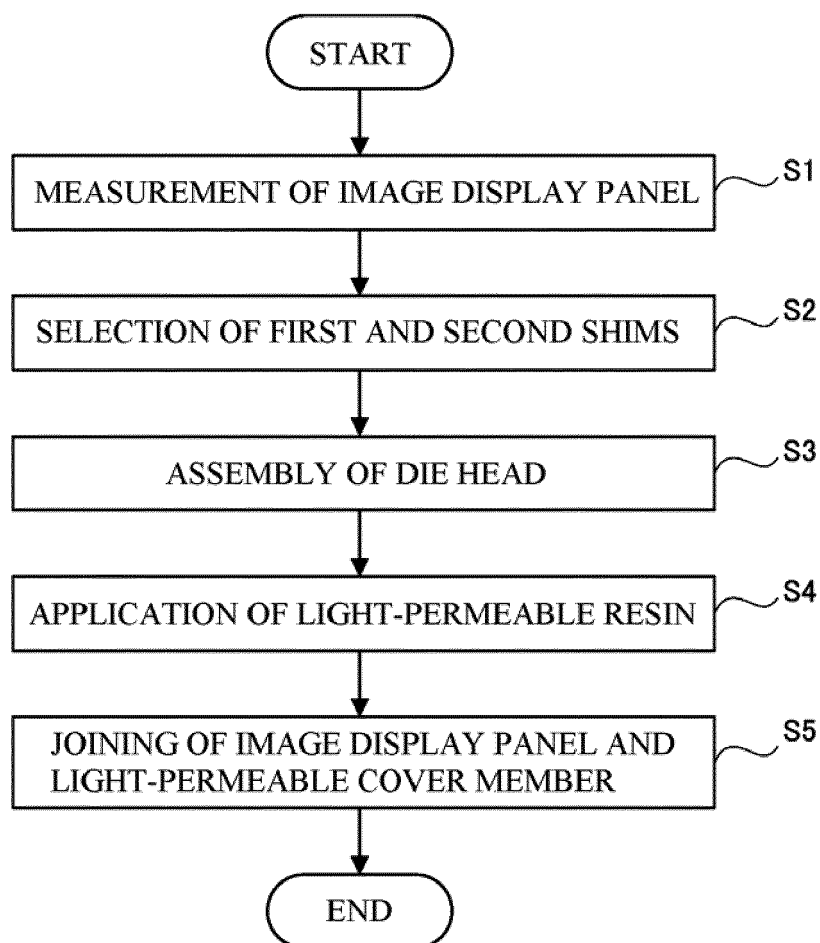 START
MEASUREMENT OF IMAGE DISPLAY PANEL
S1
SELECTION OF FIRST AND SECOND SHIMS
S2
ASSEMBLY OF DIE HEAD
S3
APPLICATION OF LIGHT-PERMEABLE RESIN
S4
JOINING OF IMAGE DISPLAY PANEL AND
LIGHT-PERMEABLE COVER MEMBER
S5
END